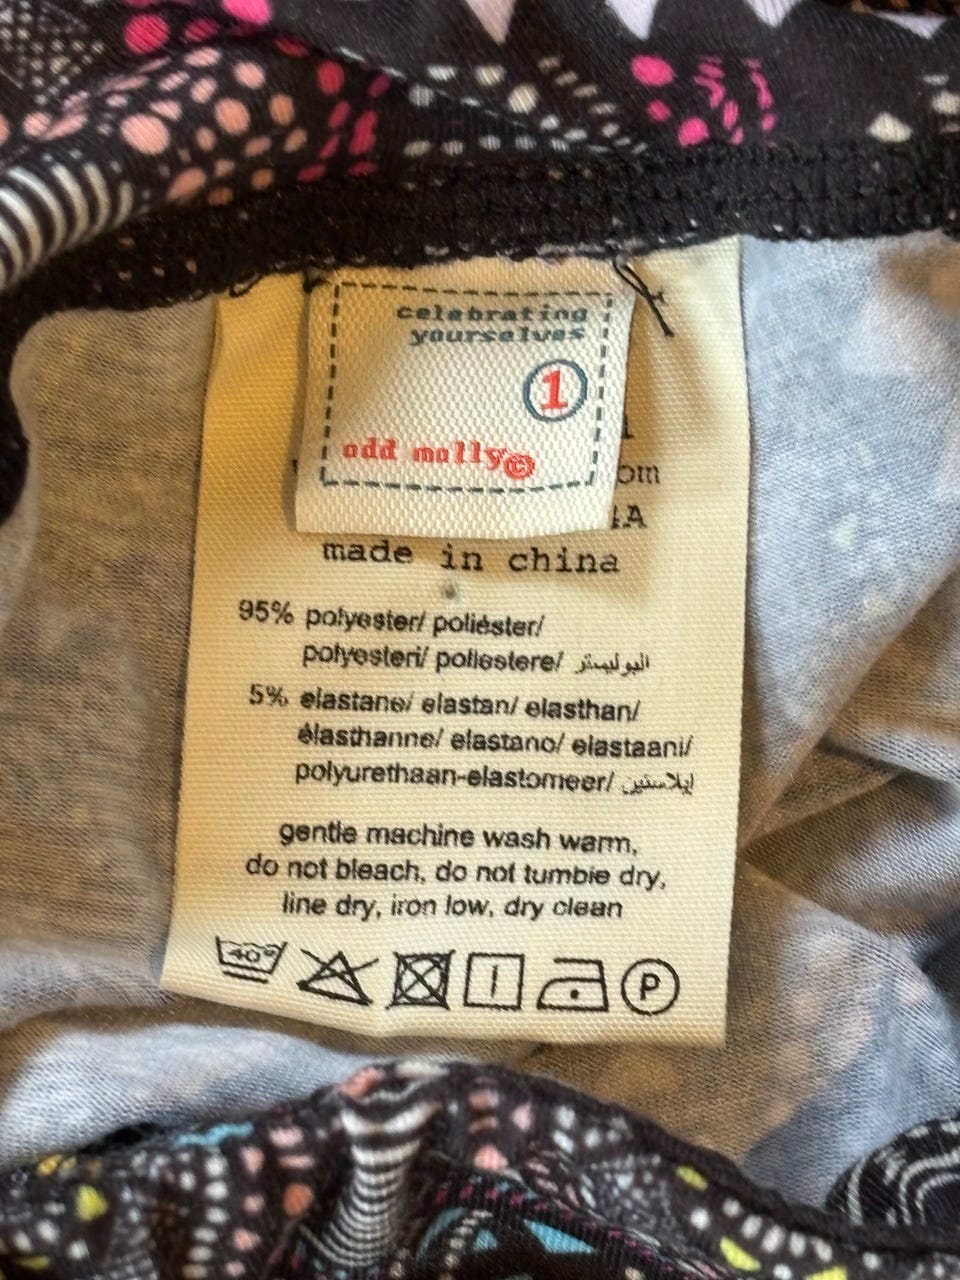 celebrating
yourselves
1
odd molly©
made in china
95% polyester/ poliéster/
polyesteri/ poliestere/ البوليستر
5% elastane/ elastan/ elasthan/
élasthanne/ elastano/ elastaani/
polyurethaan-elastomeer/ إيلاستين
gentle machine wash warm,
do not bleach, do not tumble dry,
line dry, iron low, dry clean
40° P